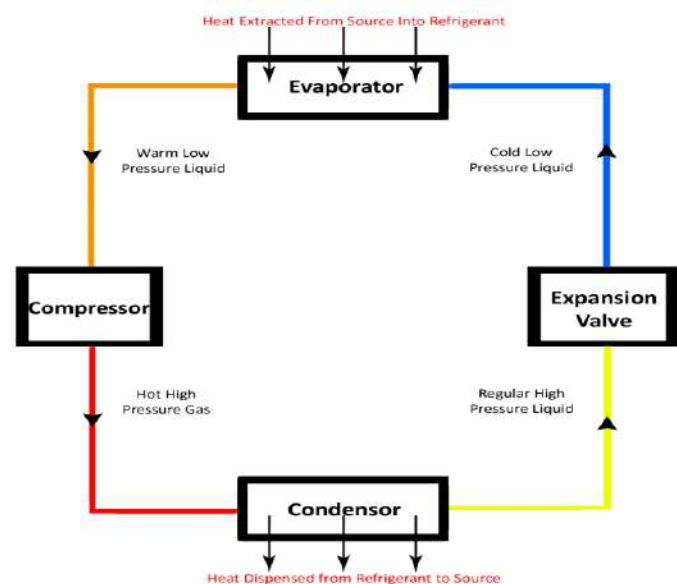 Heat Extracted From Source Into Refrigerant
Evaporator
Warm Low
Pressure Liquid
Cold Low
Pressure Liquid
Compressor
Expansion
Valve
Hot High
Pressure Gas
Regular High
Pressure Liquid
Condensor
Heat Dispensed from Refrigerant to Source